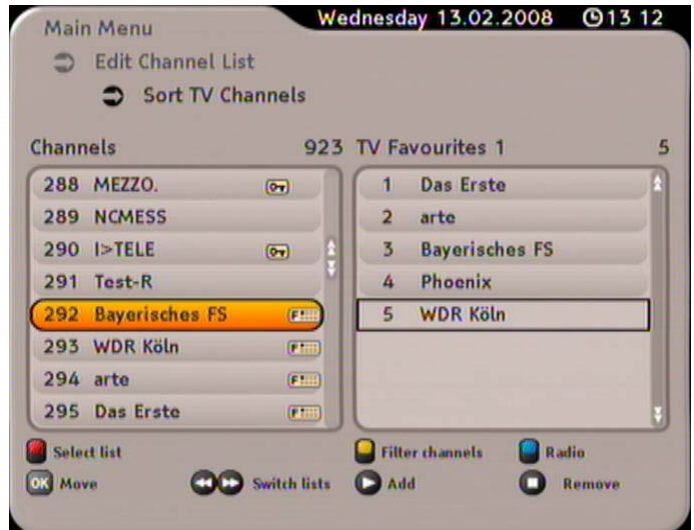 Main Menu
Wednesday 13.02.2008 13 12
Edit Channel List
Sort TV Channels
Channels 923 TV Favourites 1 5
288 MEZZO.
289 NCMESS
290 I>TELE
291 Test-R
292 Bayerisches FS F
293 WDR Köln F
294 arte F
295 Das Erste F
1 Das Erste
2 arte
3 Bayerisches FS
4 Phoenix
5 WDR Köln
Select list Filter channels Radio
OK Move Switch lists Add Remove